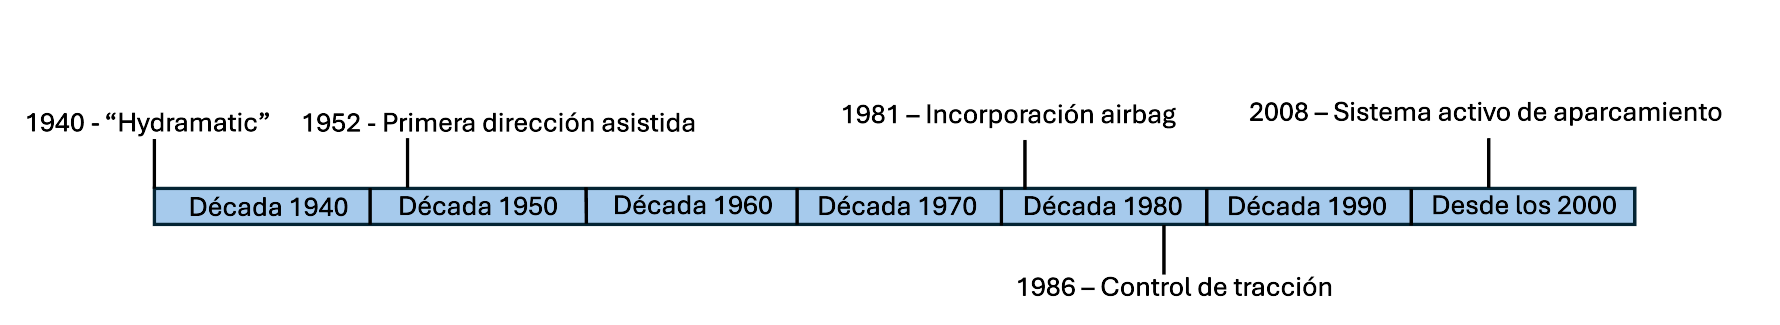 1940 - “Hydramatic”
1952 - Primera dirección asistida
1981 – Incorporación airbag
2008 – Sistema activo de aparcamiento
Década 1940
Década 1950
Década 1960
Década 1970
Década 1980
Década 1990
Desde los 2000
1986 – Control de tracción